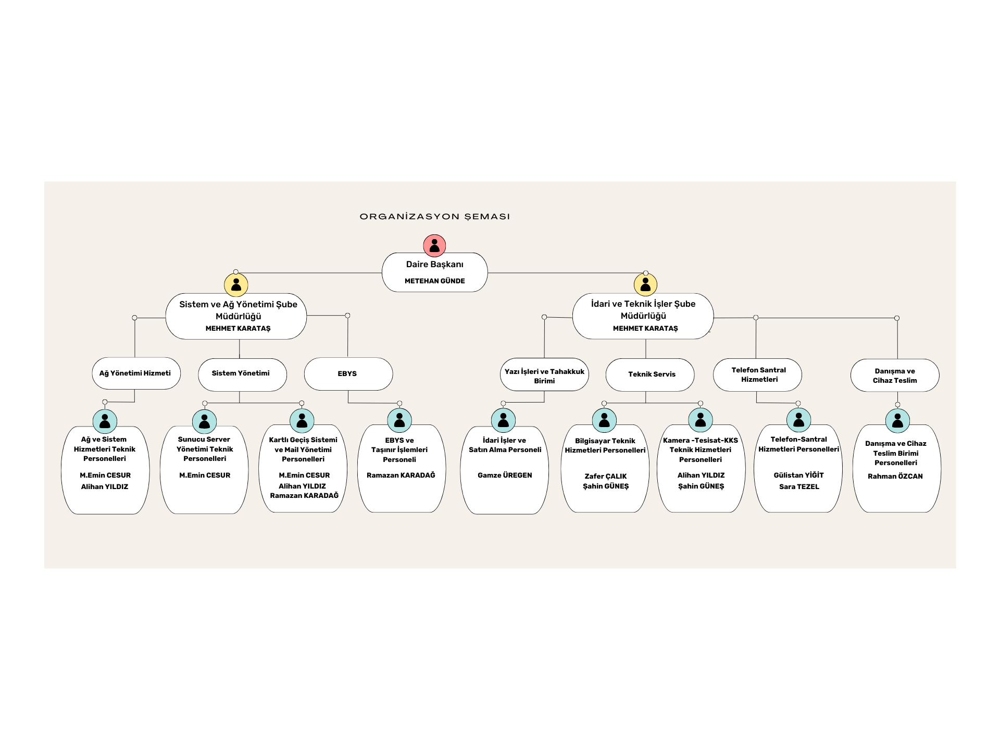 ORGANİZASYON ŞEMASI
Daire Başkanı
METEHAN GÜNDE
Sistem ve Ağ Yönetimi Şube
Müdürlüğü
MEHMET KARATAŞ
İdari ve Teknik İşler Şube
Müdürlüğü
MEHMET KARATAŞ
Ağ Yönetimi Hizmeti
Sistem Yönetimi
EBYS
Yazı İşleri ve Tahakkuk
Birimi
Teknik Servis
Telefon Santral
Hizmetleri
Danışma ve
Cihaz Teslim
Ağ ve Sistem
Hizmetleri Teknik
Personelleri
M.Emin CESUR
Alihan YILDIZ
Sunucu Server
Yönetimi Teknik
Personelleri
M.Emin CESUR
Kartlı Geçiş Sistemi
ve Mail Yönetimi
Personelleri
M.Emin CESUR
Alihan YILDIZ
Ramazan KARADAĞ
EBYS ve
Taşınır İşlemleri
Personeli
Ramazan KARADAĞ
İdari İşler ve
Satın Alma Personeli
Gamze ÜREGEN
Bilgisayar Teknik
Hizmetleri Personelleri
Zafer ÇALIK
Şahin GÜNEŞ
Kamera -Tesisat-KKS
Teknik Hizmetleri
Personelleri
Alihan YILDIZ
Şahin GÜNEŞ
Telefon-Santral
Hizmetleri Personelleri
Gülistan YİĞİT
Sara TEZEL
Danışma ve Cihaz
Teslim Birimi
Personelleri
Rahman ÖZCAN